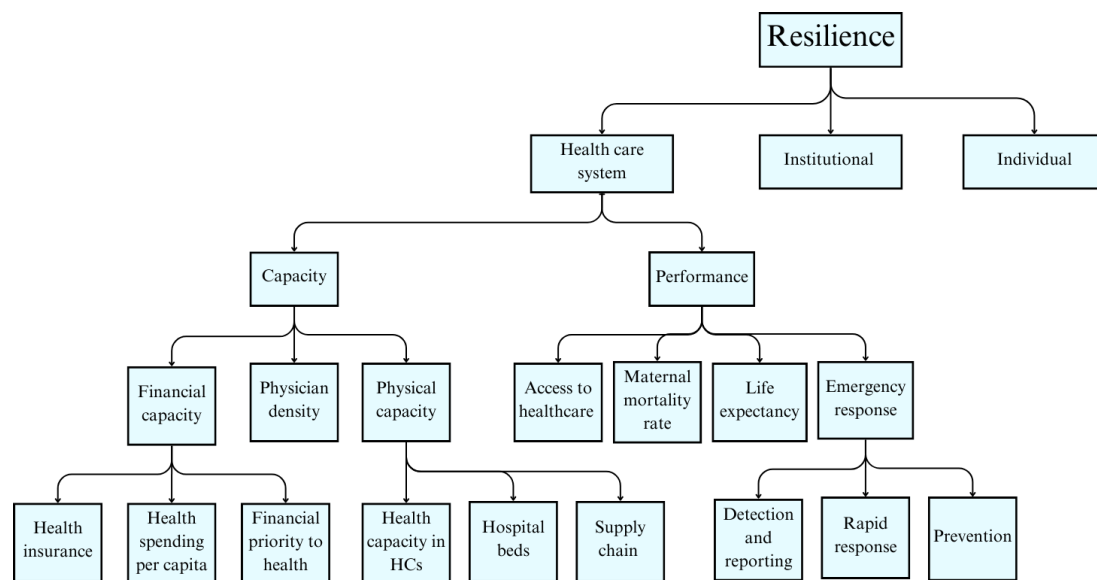 Resilience
Health care
system
Institutional
Individual
Capacity
Performance
Financial
capacity
Physician
density
Physical
capacity
Access to
healthcare
Maternal
mortality
rate
Life
expectancy
Emergency
response
Health
insurance
Health
spending
per capita
Financial
priority to
health
Health
capacity in
HCs
Hospital
beds
Supply
chain
Detection
and
reporting
Rapid
response
Prevention